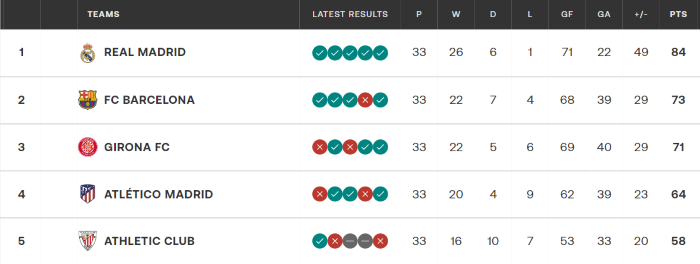 TEAMS LATEST RESULTS P W D L GF GA +/- PTS
1 REAL MADRID 33 26 6 1 71 22 49 84
2 FC BARCELONA 33 22 7 4 68 39 29 73
3 GIRONA FC 33 22 5 6 69 40 29 71
4 ATLÉTICO MADRID 33 20 4 9 62 39 23 64
5 ATHLETIC CLUB 33 16 10 7 53 33 20 58